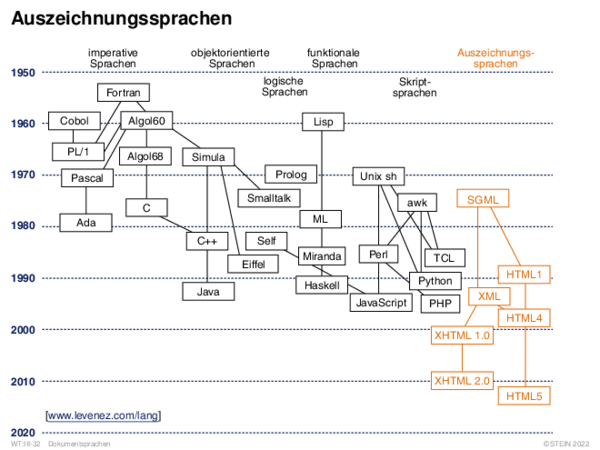 Auszeichnungssprachen
imperative
Sprachen
objektorientierte
Sprachen
funktionale
Sprachen
Auszeichnungs-
sprachen
logische
Sprachen
Skript-
sprachen
1950
Fortran
1960
Cobol
Algol60
Lisp
PL/1
Algol68
Simula
1970
Pascal
Prolog
Unix sh
Smalltalk
awk
SGML
C
ML
1980
Ada
C++
Self
Eiffel
Miranda
Perl
TCL
1990
Java
Haskell
Python
HTML1
JavaScript
PHP
XML
HTML4
2000
XHTML 1.0
2010
XHTML 2.0
HTML5
[www.levenez.com/lang]
2020
WT:III-32 Dokumentsprachen
©STEIN 2022